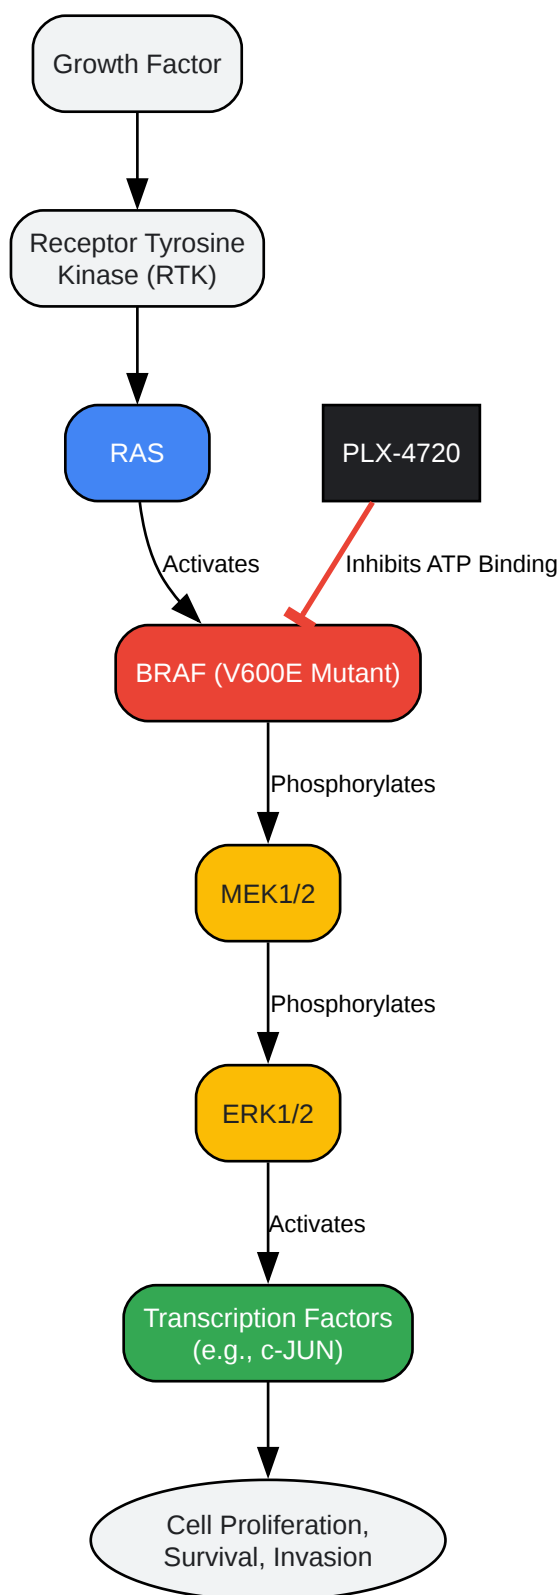 Growth Factor
Receptor Tyrosine
Kinase (RTK)
RAS
PLX-4720
Activates
Inhibits ATP Binding
BRAF (V600E Mutant)
Phosphorylates
MEK1/2
Phosphorylates
ERK1/2
Activates
Transcription Factors
(e.g., c-JUN)
Cell Proliferation,
Survival, Invasion